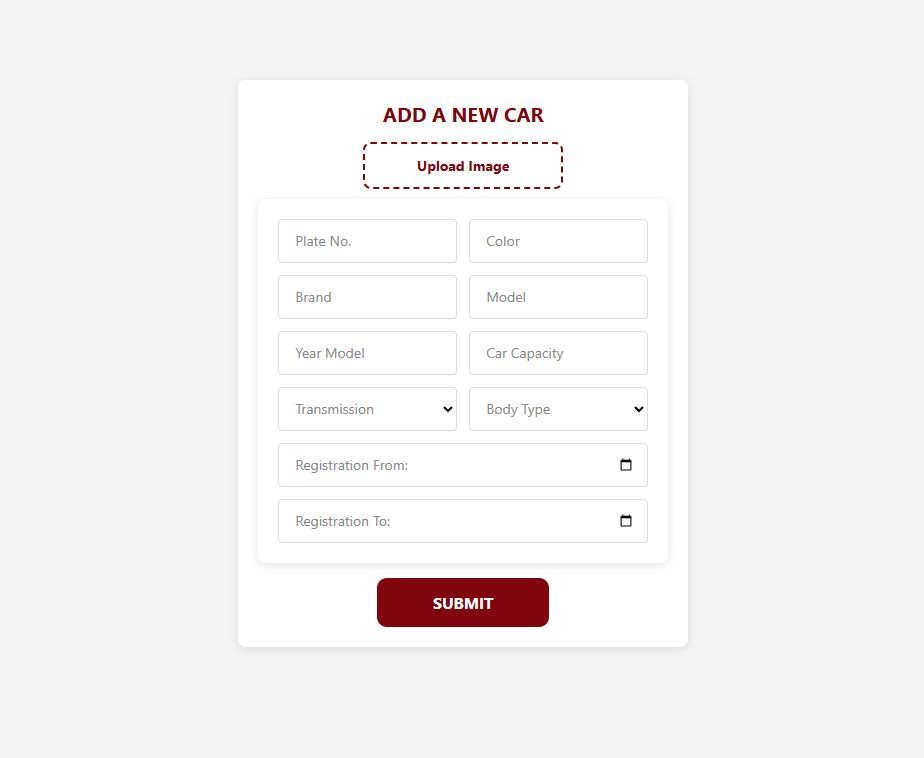 ADD A NEW CAR
Upload Image
Plate No.
Color
Brand
Model
Year Model
Car Capacity
Transmission
Body Type
Registration From:
Registration To:
SUBMIT